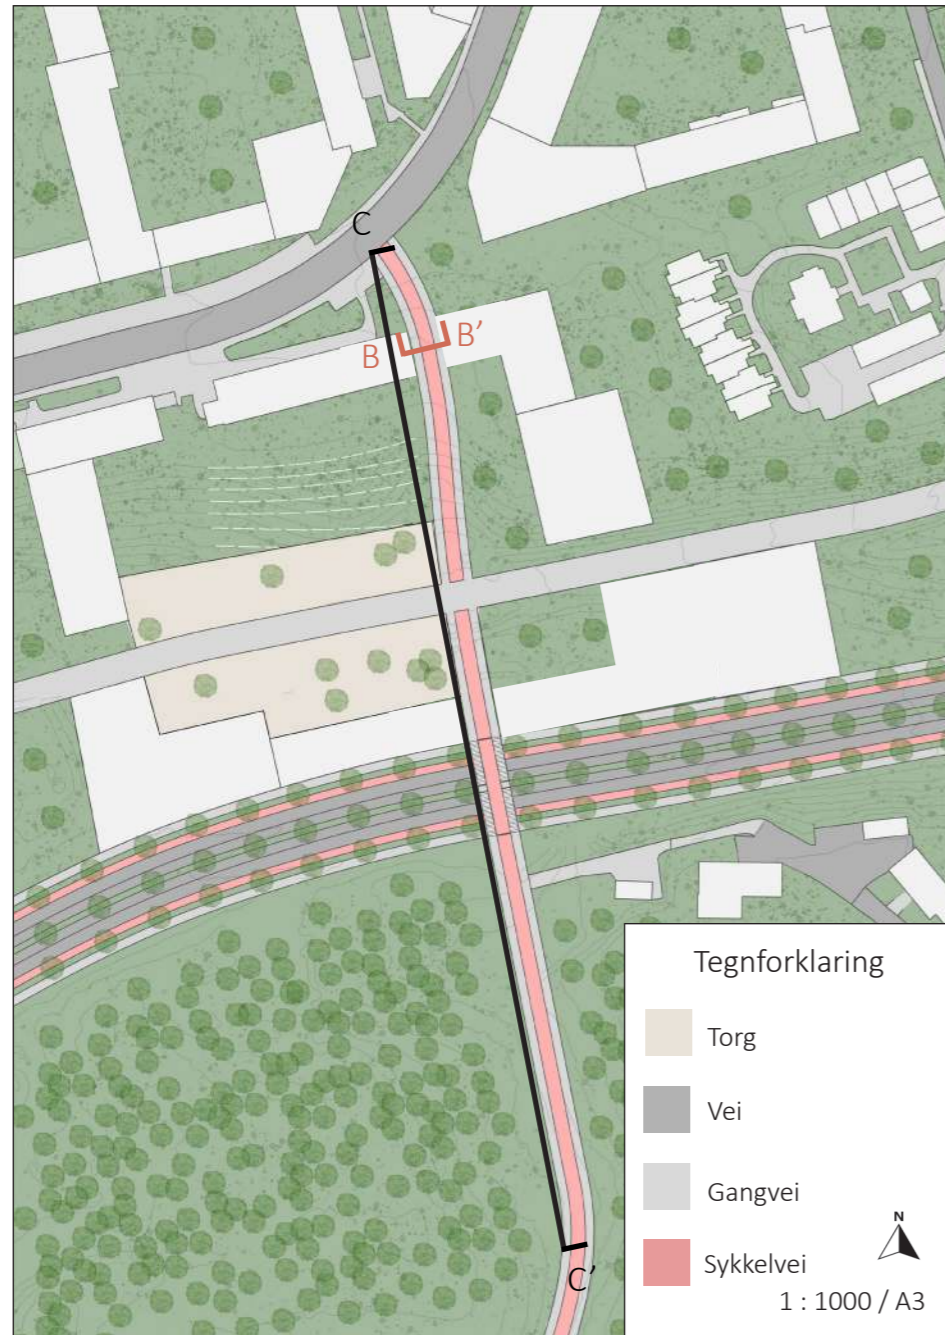 C
B'
B
Tegnforklaring
Torg
Vei
Gangvei
N
Sykkelvei
C'
1 : 1000 / A3